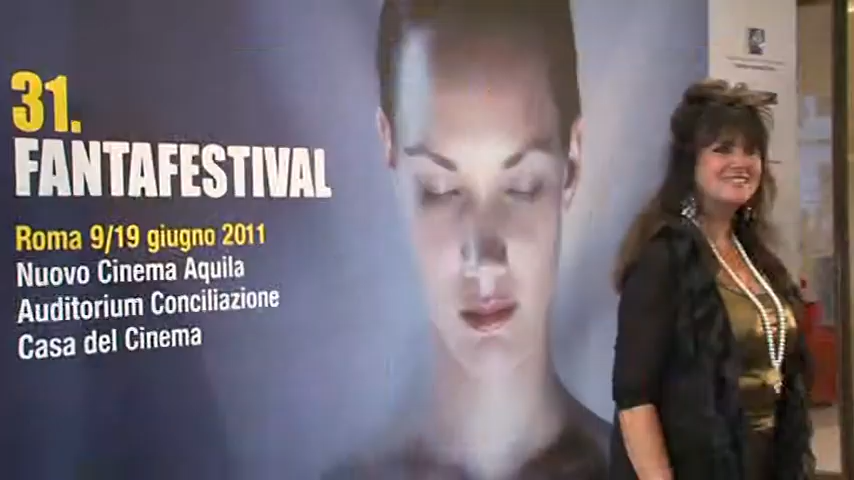 31.
FANTAFESTIVAL
Roma 9/19 giugno 2011
Nuovo Cinema Aquila
Auditorium Conciliazione
Casa del Cinema